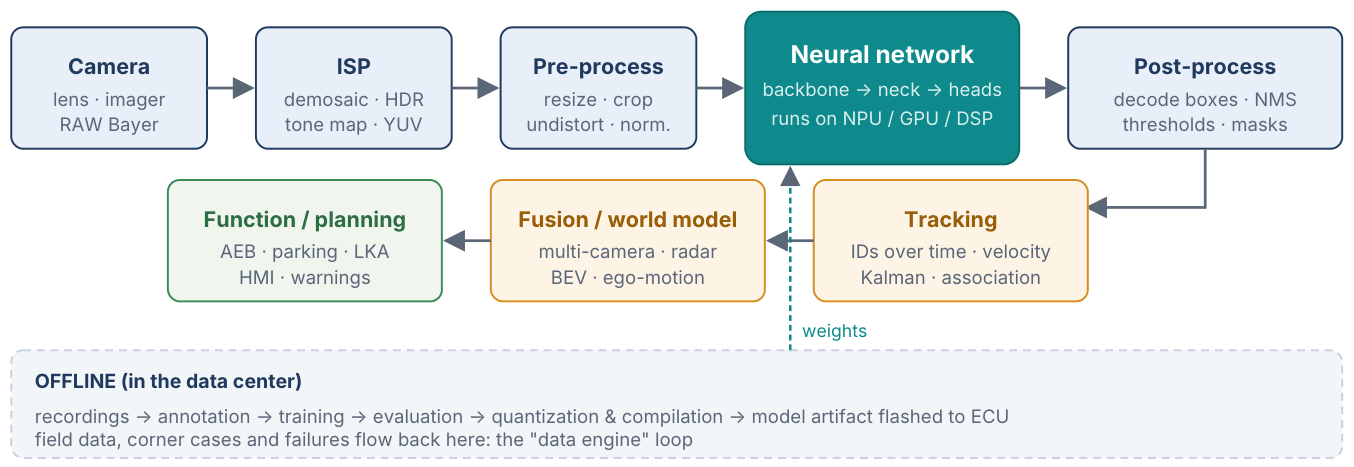 Camera
lens · imager
RAW Bayer
ISP
demosaic · HDR
tone map · YUV
Pre-process
resize · crop
undistort · norm.
Neural network
backbone → neck → heads
runs on NPU / GPU / DSP
Post-process
decode boxes · NMS
thresholds · masks
Function / planning
AEB · parking · LKA
HMI · warnings
Fusion / world model
multi-camera · radar
BEV · ego-motion
Tracking
IDs over time · velocity
Kalman · association
weights
OFFLINE (in the data center)
recordings → annotation → training → evaluation → quantization & compilation → model artifact flashed to ECU
field data, corner cases and failures flow back here: the "data engine" loop